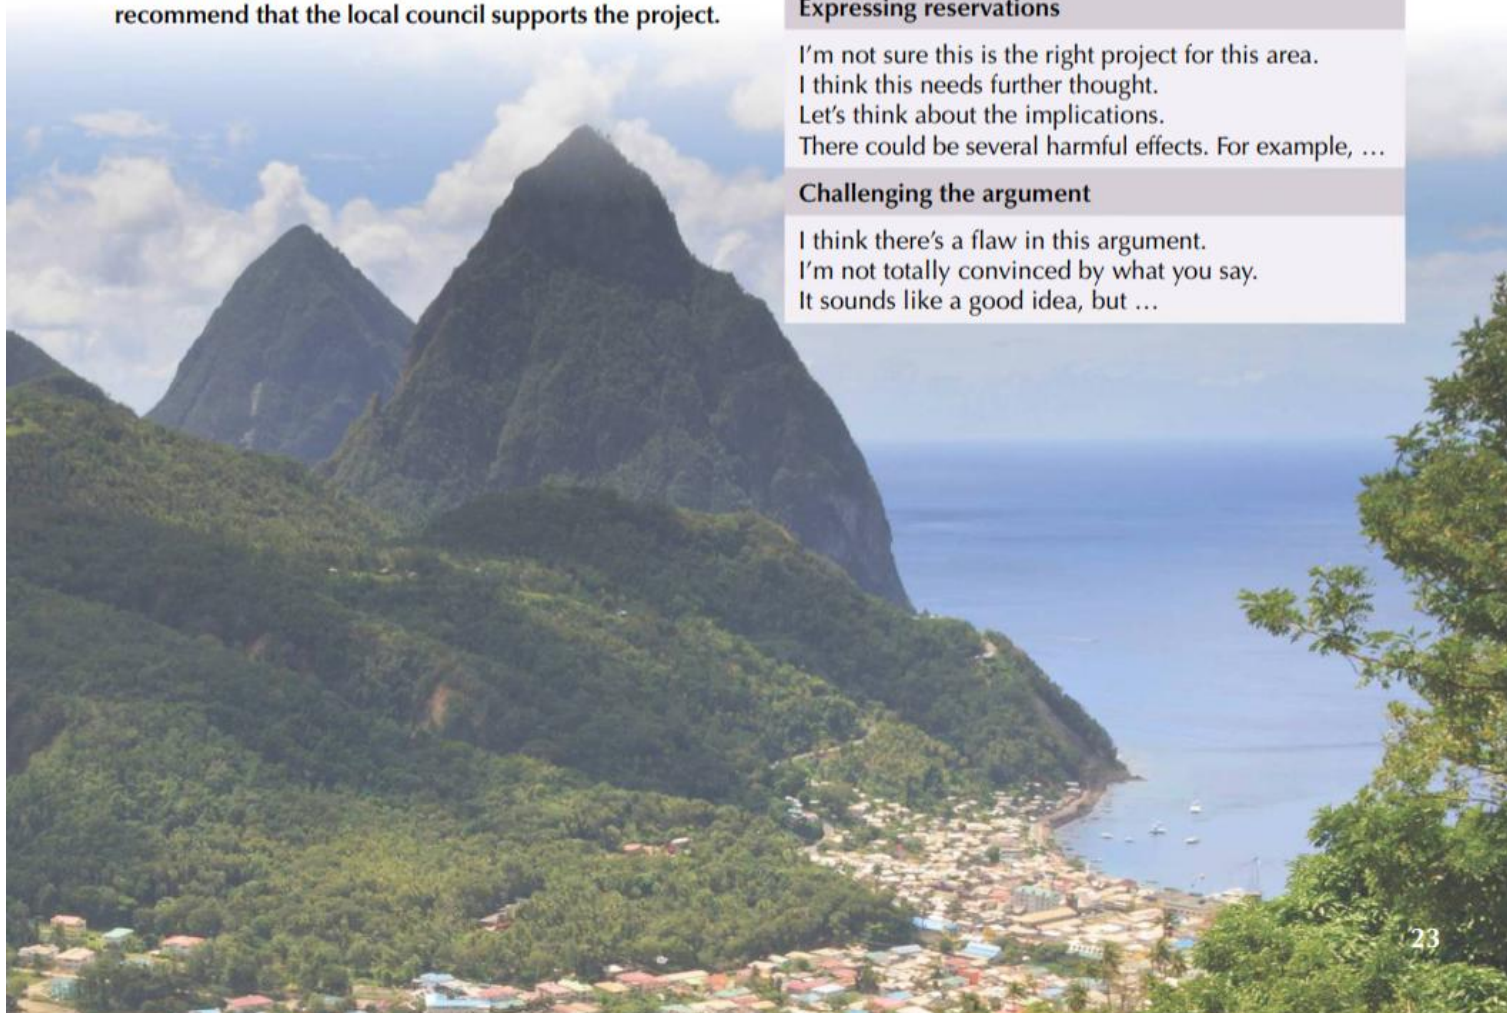 recommend that the local council supports the project.
Expressing reservations
I'm not sure this is the right project for this area.
I think this needs further thought.
Let's think about the implications.
There could be several harmful effects. For example, …
Challenging the argument
I think there's a flaw in this argument.
I'm not totally convinced by what you say.
It sounds like a good idea, but …
23